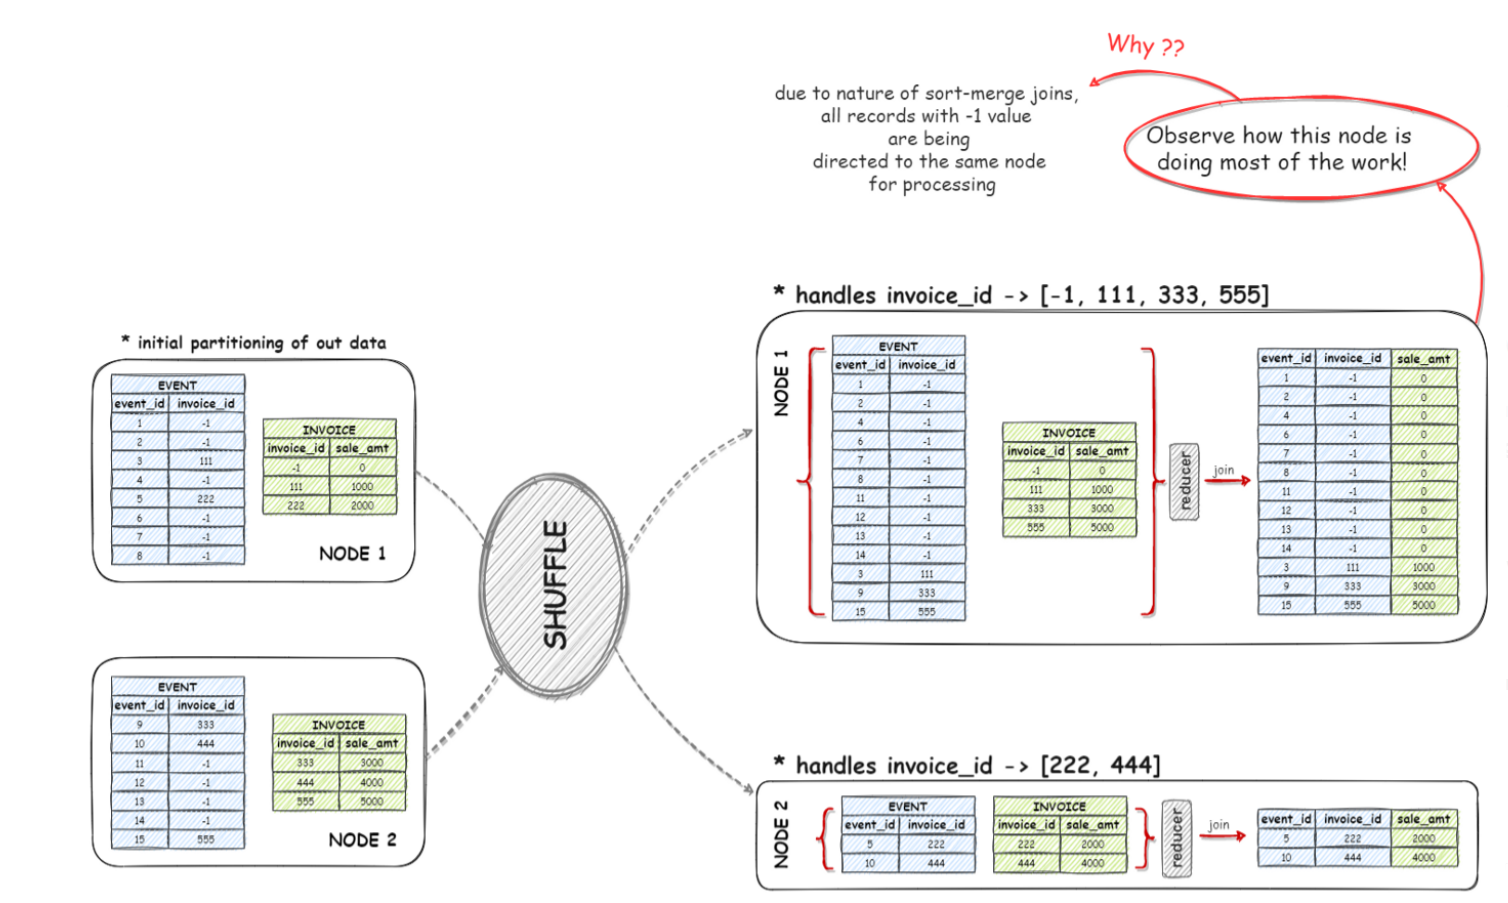 Why ??
due to nature of sort-merge joins,
all records with -1 value
are being
directed to the same node
for processing
Observe how this node is
doing most of the work!
* initial partitioning of out data
EVENT
event_id invoice_id
1 -1
2 -1
3 111
4 -1
5 222
6 -1
7 -1
8 -1
INVOICE
invoice_id sale_amt
-1 0
111 1000
222 2000
NODE 1
EVENT
event_id invoice_id
9 333
10 444
11 -1
12 -1
13 -1
14 -1
15 555
INVOICE
invoice_id sale_amt
333 3000
444 4000
555 5000
NODE 2
SHUFFLE
* handles invoice_id -> [-1, 111, 333, 555]
NODE 1
EVENT
event_id invoice_id
1 -1
2 -1
4 -1
6 -1
7 -1
8 -1
11 -1
12 -1
13 -1
14 -1
3 111
9 333
15 555
INVOICE
invoice_id sale_amt
-1 0
111 1000
333 3000
555 5000
reducer
join
event_id invoice_id sale_amt
1 -1 0
2 -1 0
4 -1 0
6 -1 0
7 -1 0
8 -1 0
11 -1 0
12 -1 0
13 -1 0
14 -1 0
3 111 1000
9 333 3000
15 555 5000
* handles invoice_id -> [222, 444]
NODE 2
EVENT
event_id invoice_id
5 222
10 444
INVOICE
invoice_id sale_amt
222 2000
444 4000
reducer
join
event_id invoice_id sale_amt
5 222 2000
10 444 4000